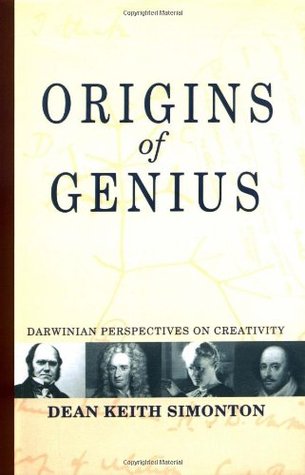 ORIGINS
of
GENIUS
DARWINIAN PERSPECTIVES ON CREATIVITY
DEAN KEITH SIMONTON